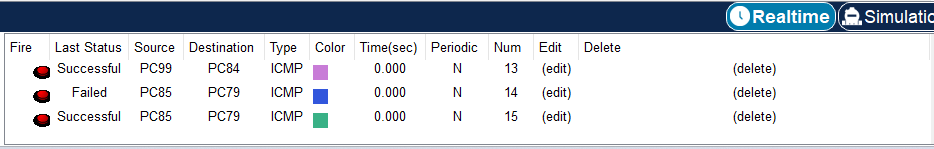 Realtime Simulatio
Fire Last Status Source Destination Type Color Time(sec) Periodic Num Edit Delete
Successful PC99 PC84 ICMP 0.000 N 13 (edit) (delete)
Failed PC85 PC79 ICMP 0.000 N 14 (edit) (delete)
Successful PC85 PC79 ICMP 0.000 N 15 (edit) (delete)